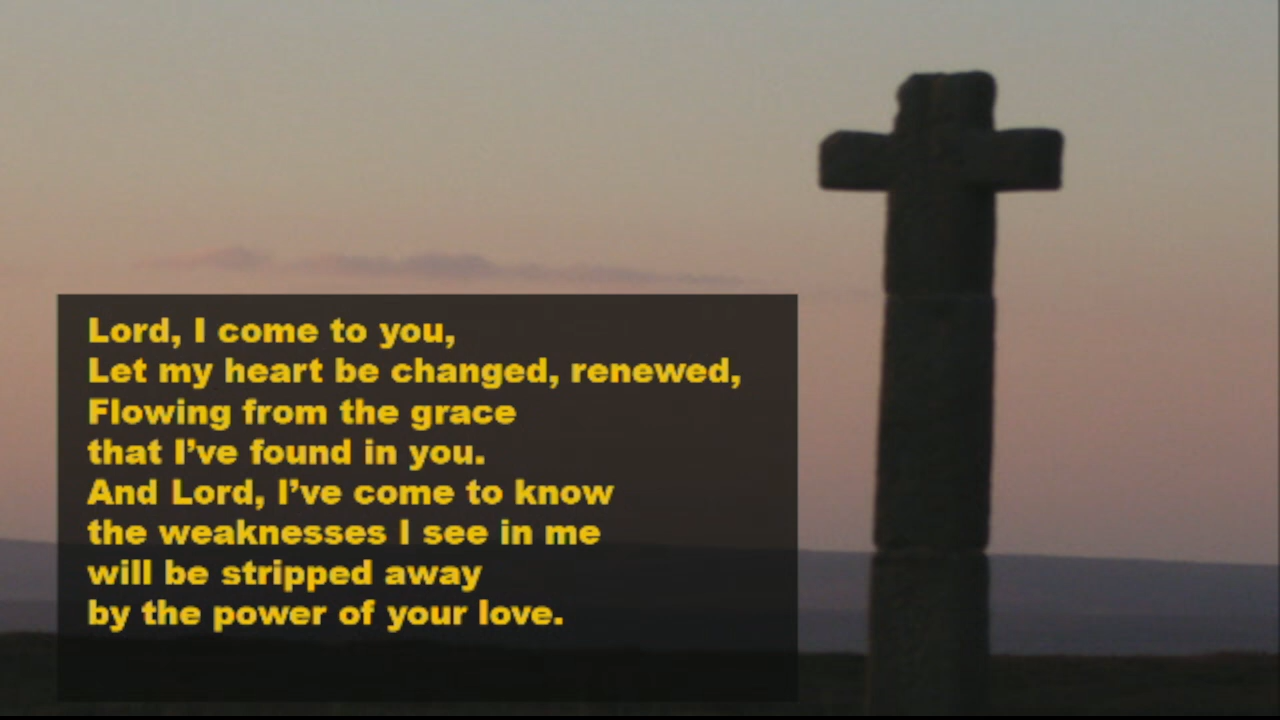 Lord, I come to you,
Let my heart be changed, renewed,
Flowing from the grace
that I’ve found in you.
And Lord, I’ve come to know
the weaknesses I see in me
will be stripped away
by the power of your love.